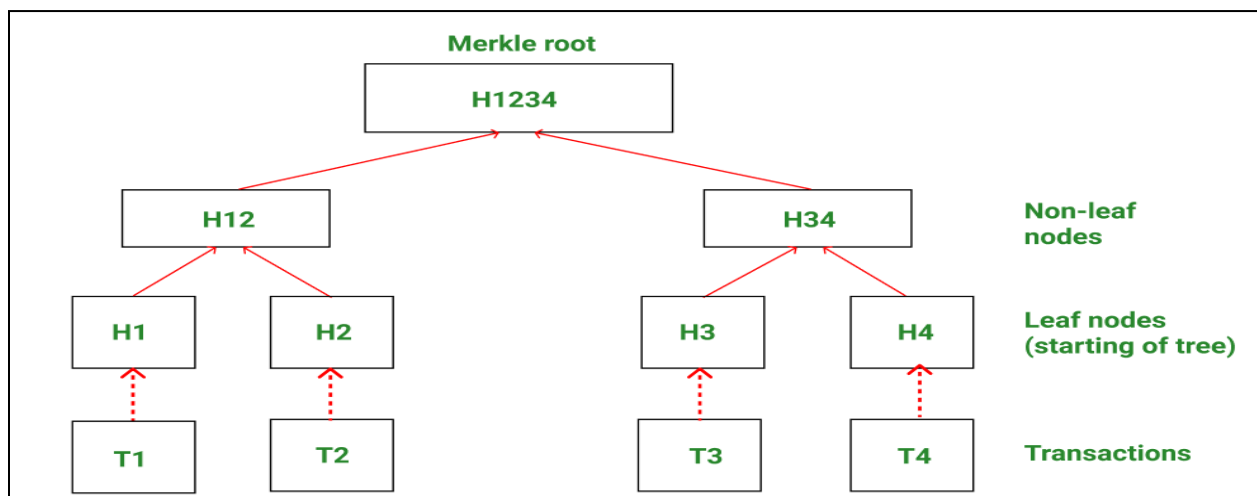 Merkle root
H1234
H12
H34
Non-leaf
nodes
H1
H2
H3
H4
Leaf nodes
(starting of tree)
T1
T2
T3
T4
Transactions